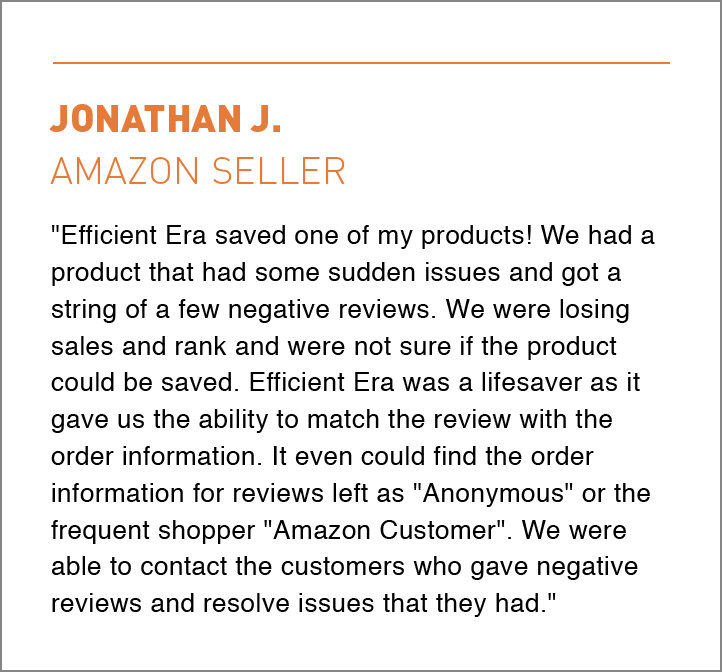 JONATHAN J.
AMAZON SELLER
"Efficient Era saved one of my products! We had a
product that had some sudden issues and got a
string of a few negative reviews. We were losing
sales and rank and were not sure if the product
could be saved. Efficient Era was a lifesaver as it
gave us the ability to match the review with the
order information. It even could find the order
information for reviews left as "Anonymous" or the
frequent shopper "Amazon Customer". We were
able to contact the customers who gave negative
reviews and resolve issues that they had."